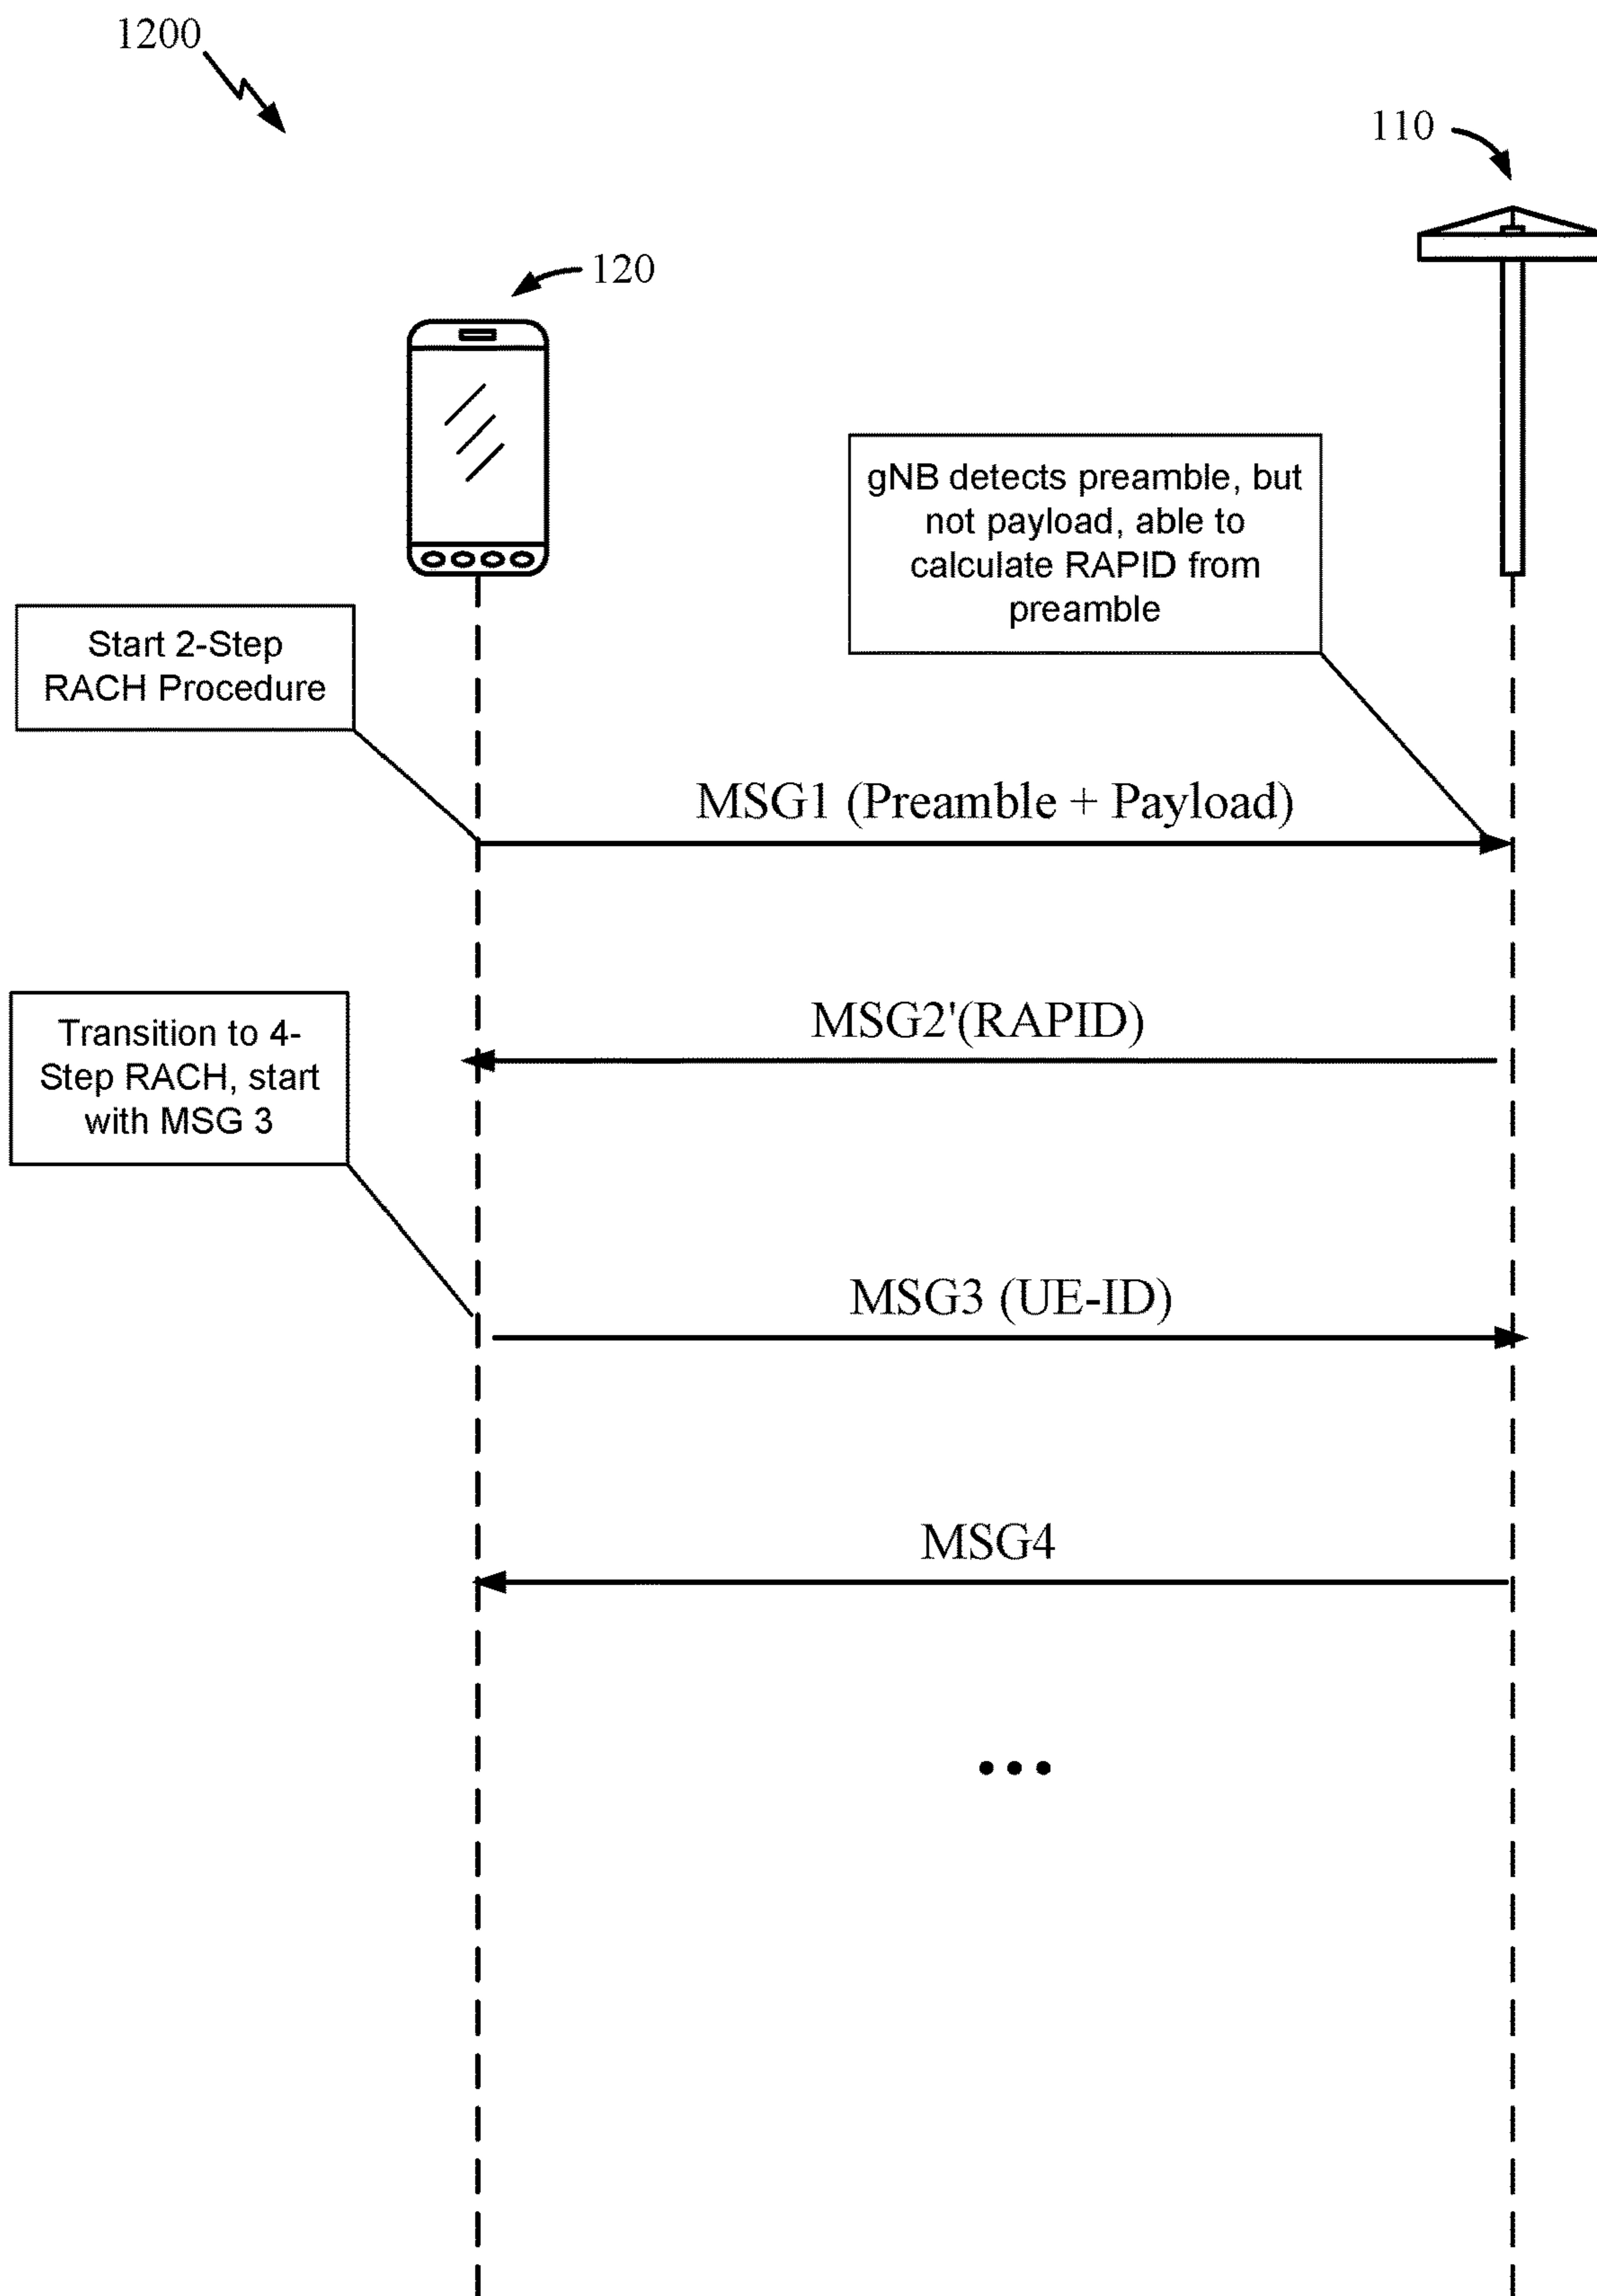 1200
110
120
gNB detects preamble, but
not payload, able to
calculate RAPID from
preamble
Start 2-Step
RACH Procedure
MSG1 (Preamble + Payload)
MSG2'(RAPID)
Transition to 4-
Step RACH, start
with MSG 3
MSG3 (UE-ID)
MSG4
•••